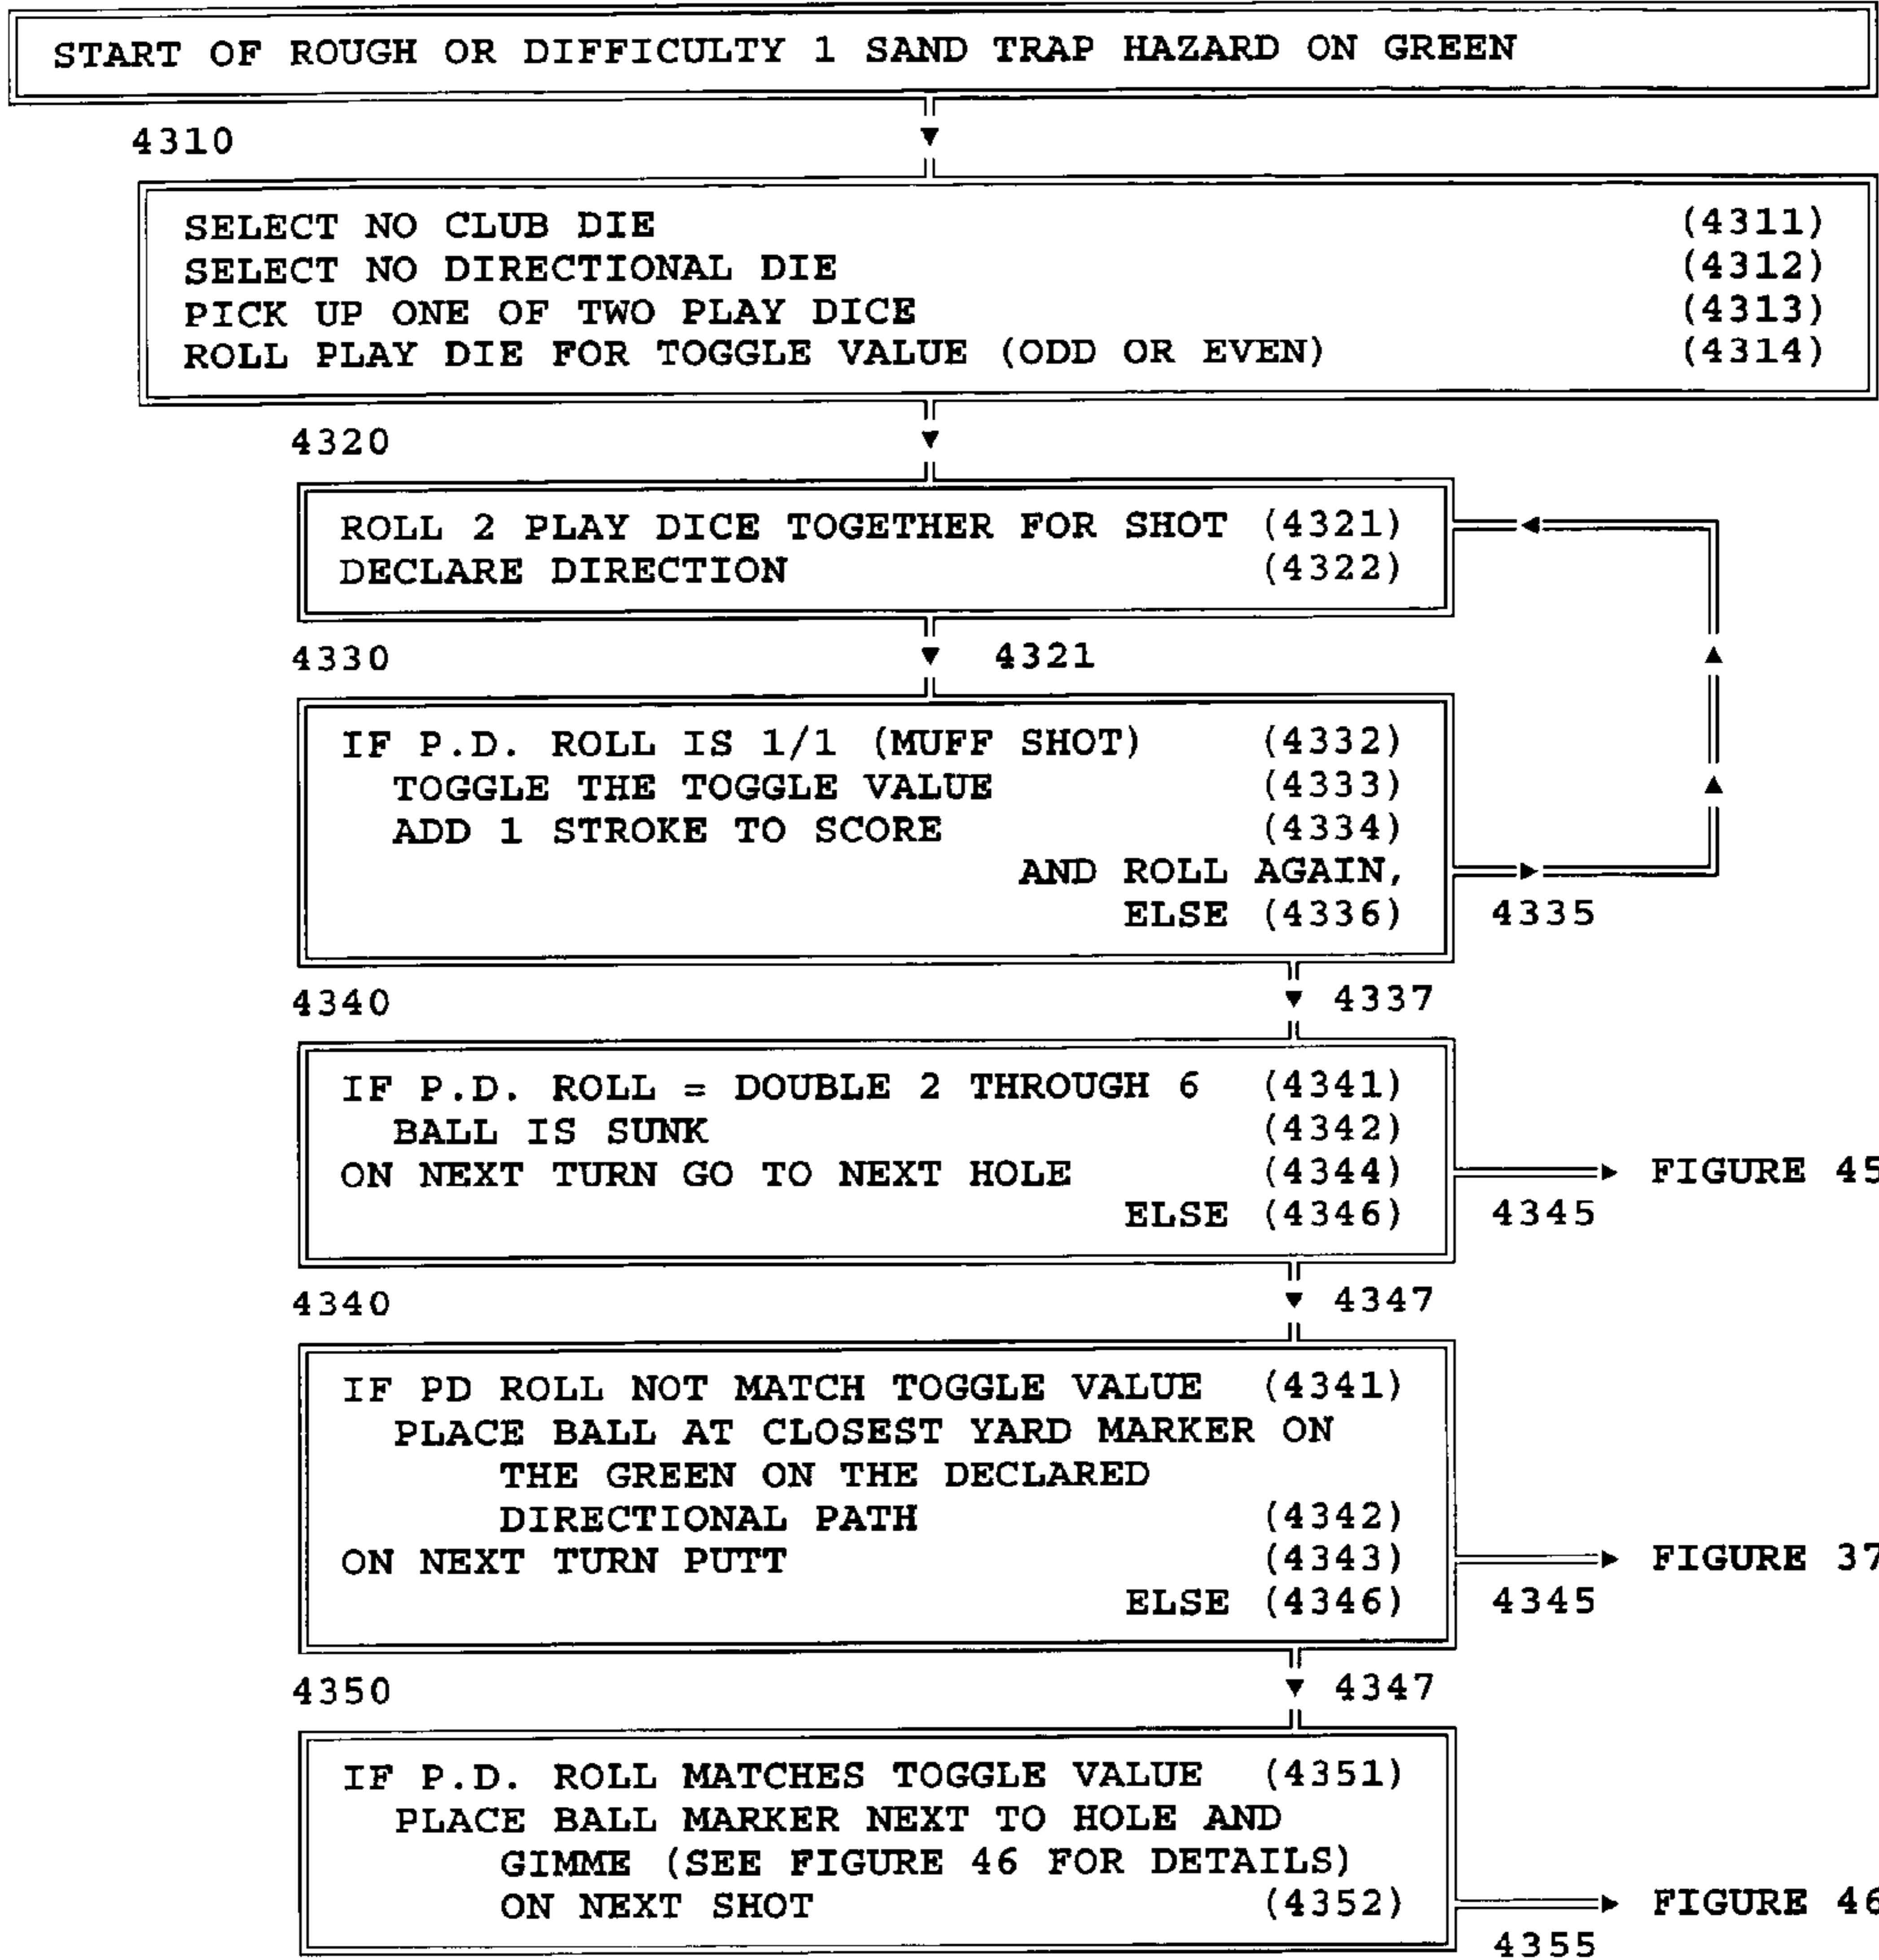 START OF ROUGH OR DIFFICULTY 1 SAND TRAP HAZARD ON GREEN
4310
SELECT NO CLUB DIE (4311)
SELECT NO DIRECTIONAL DIE (4312)
PICK UP ONE OF TWO PLAY DICE (4313)
ROLL PLAY DIE FOR TOGGLE VALUE (ODD OR EVEN) (4314)
4320
ROLL 2 PLAY DICE TOGETHER FOR SHOT (4321)
DECLARE DIRECTION (4322)
4330 4321
IF P.D. ROLL IS 1/1 (MUFF SHOT) (4332)
TOGGLE THE TOGGLE VALUE (4333)
ADD 1 STROKE TO SCORE (4334)
AND ROLL AGAIN,
ELSE (4336) 4335
4340 4337
IF P.D. ROLL = DOUBLE 2 THROUGH 6 (4341)
BALL IS SUNK (4342)
ON NEXT TURN GO TO NEXT HOLE (4344) FIGURE 45
ELSE (4346) 4345
4340 4347
IF PD ROLL NOT MATCH TOGGLE VALUE (4341)
PLACE BALL AT CLOSEST YARD MARKER ON
THE GREEN ON THE DECLARED
DIRECTIONAL PATH (4342)
ON NEXT TURN PUTT (4343) FIGURE 37
ELSE (4346) 4345
4350 4347
IF P.D. ROLL MATCHES TOGGLE VALUE (4351)
PLACE BALL MARKER NEXT TO HOLE AND
GIMME (SEE FIGURE 46 FOR DETAILS)
ON NEXT SHOT (4352) FIGURE 46
4355